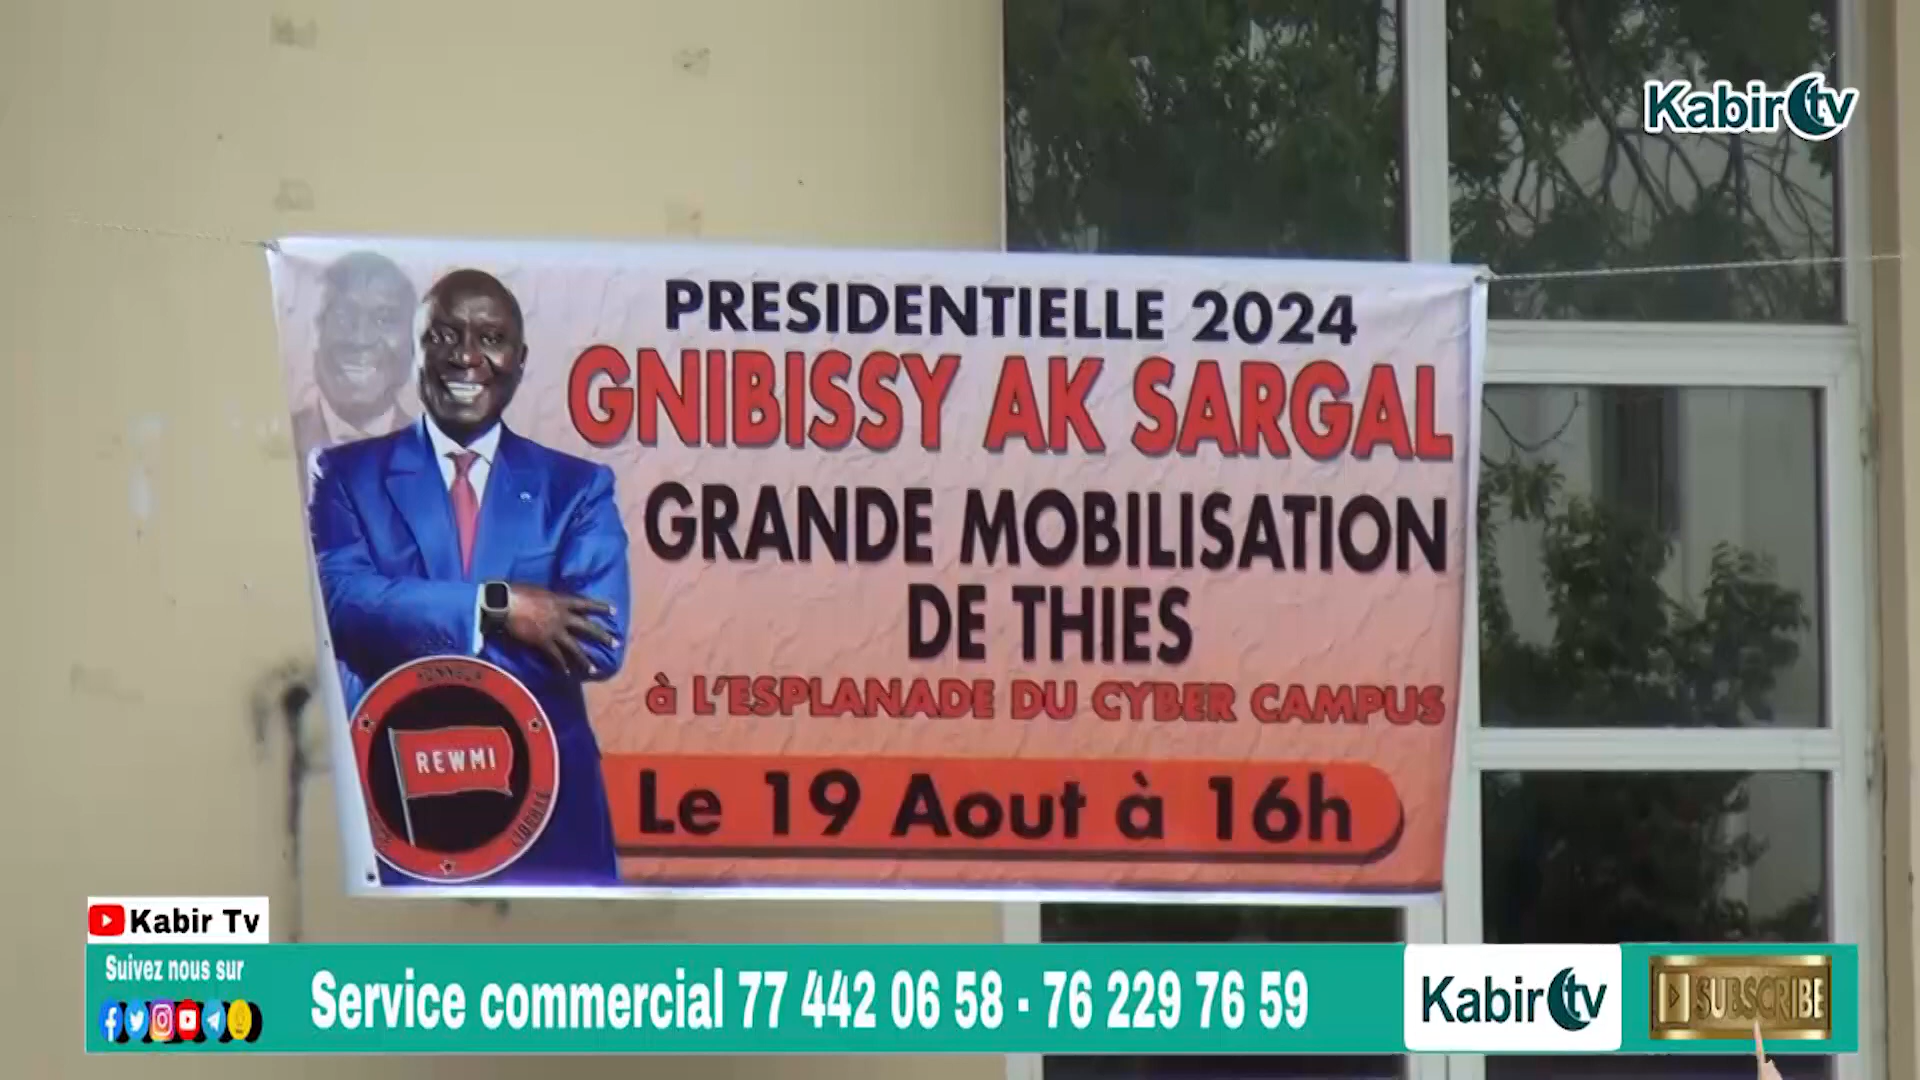 Kabir tv
PRESIDENTIELLE 2024
GNIBISSY AK SARGAL
GRANDE MOBILISATION
DE THIES
à L'ESPLANADE DU CYBER CAMPUS
Le 19 Aout à 16h
REWMI
LIBERTÉ
Kabir Tv
Suivez nous sur
Service commercial 77 442 06 58 - 76 229 76 59
Kabir tv
SUBSCRIBE